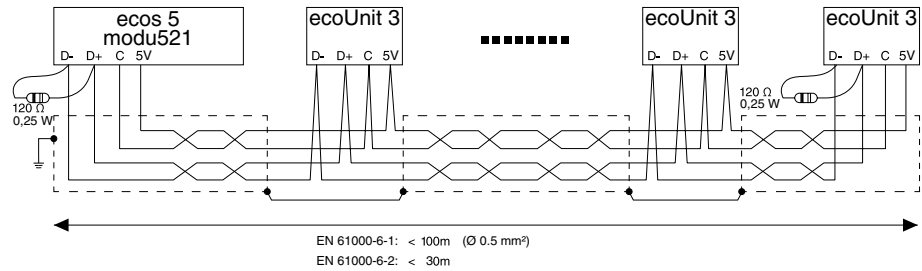 ecos 5
modu521
D- D+ C 5V
120 Ω
0,25 W
ecoUnit 3
D- D+ C 5V
ecoUnit 3
D- D+ C 5V
ecoUnit 3
D- D+ C 5V
120 Ω
0,25 W
EN 61000-6-1: < 100m (Ø 0.5 mm²)
EN 61000-6-2: < 30m